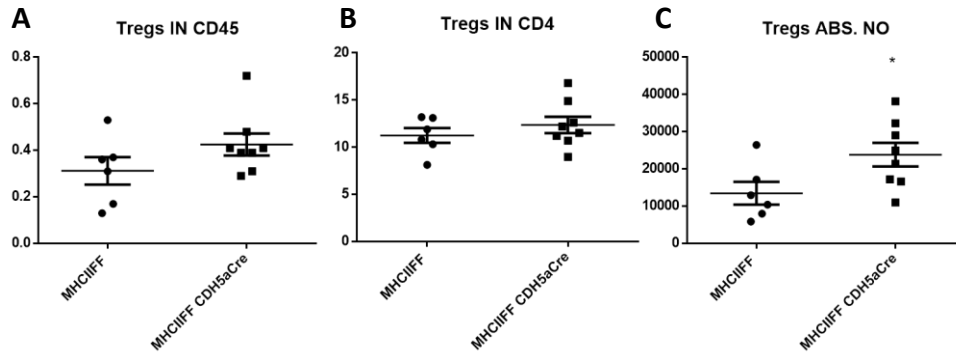 A
Tregs IN CD45
0.8
0.6
0.4
0.2
0.0
MHCIIFF
MHCIIFF CDH5aCre
B
Tregs IN CD4
20
15
10
5
0
MHCIIFF
MHCIIFF CDH5aCre
C
Tregs ABS. NO
50000
40000
30000
20000
10000
0
*
MHCIIFF
MHCIIFF CDH5aCre